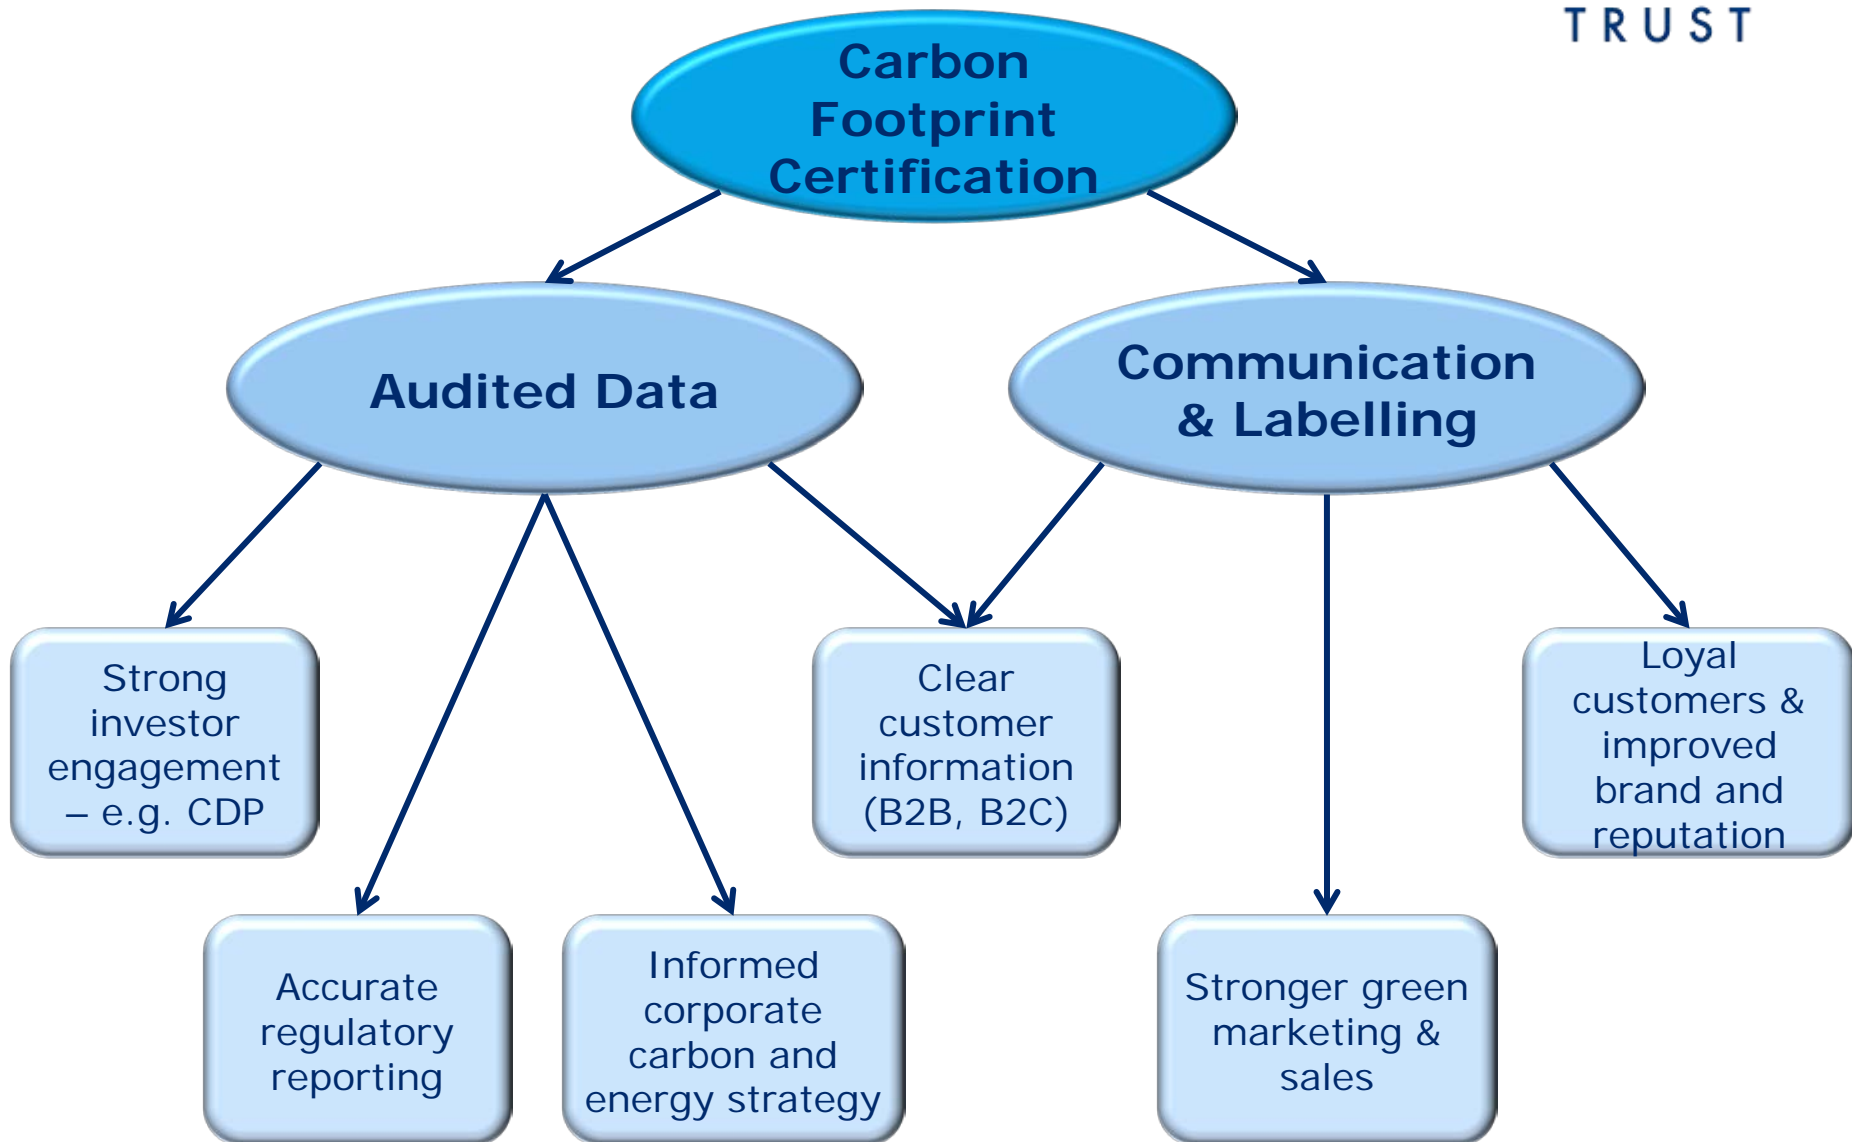 TRUST
Carbon
Footprint
Certification
Audited Data
Communication
& Labelling
Strong
investor
engagement
– e.g. CDP
Clear
customer
information
(B2B, B2C)
Loyal
customers &
improved
brand and
reputation
Accurate
regulatory
reporting
Informed
corporate
carbon and
energy strategy
Stronger green
marketing &
sales